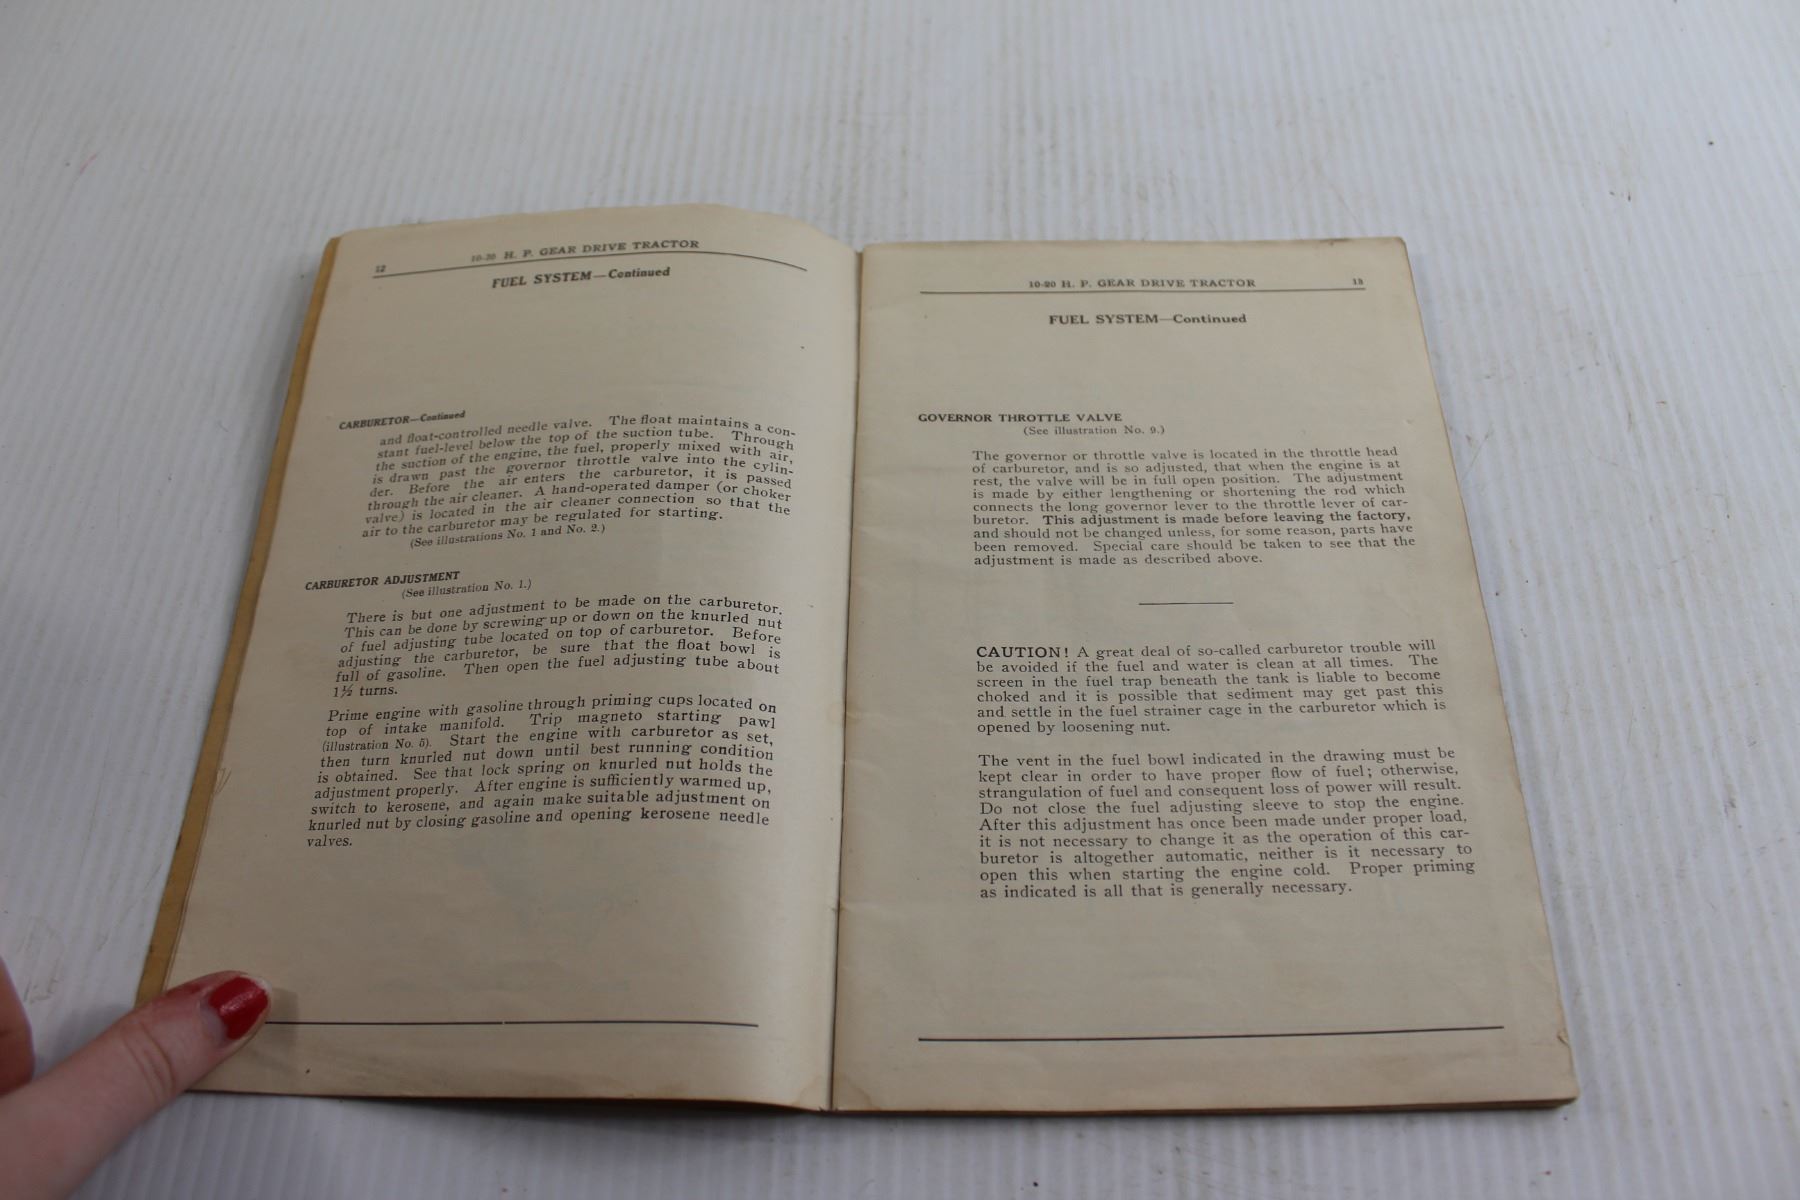 12
10-20 H. P. GEAR DRIVE TRACTOR
FUEL SYSTEM—Continued
CARBURETOR—Continued
and float-controlled needle valve. The float maintains a con-
stant fuel-level below the top of the suction tube. Through
the suction of the engine, the fuel, properly mixed with air,
is drawn past the governor throttle valve into the cylin-
der. Before the air enters the carburetor, it is passed
through the air cleaner. A hand-operated damper (or choker
valve) is located in the air cleaner connection so that the
air to the carburetor may be regulated for starting.
(See illustrations No. 1 and No. 2.)
CARBURETOR ADJUSTMENT
(See illustration No. 1.)
There is but one adjustment to be made on the carburetor.
This can be done by screwing up or down on the knurled nut
of fuel adjusting tube located on top of carburetor. Before
adjusting the carburetor, be sure that the float bowl is
full of gasoline. Then open the fuel adjusting tube about
1½ turns.
Prime engine with gasoline through priming cups located on
top of intake manifold. Trip magneto starting pawl
(illustration No. 5). Start the engine with carburetor as set,
then turn knurled nut down until best running condition
is obtained. See that lock spring on knurled nut holds the
adjustment properly. After engine is sufficiently warmed up,
switch to kerosene, and again make suitable adjustment on
knurled nut by closing gasoline and opening kerosene needle
valves.
10-20 H. P. GEAR DRIVE TRACTOR 13
FUEL SYSTEM—Continued
GOVERNOR THROTTLE VALVE
(See illustration No. 9.)
The governor or throttle valve is located in the throttle head
of carburetor, and is so adjusted, that when the engine is at
rest, the valve will be in full open position. The adjustment
is made by either lengthening or shortening the rod which
connects the long governor lever to the throttle lever of car-
buretor. This adjustment is made before leaving the factory,
and should not be changed unless, for some reason, parts have
been removed. Special care should be taken to see that the
adjustment is made as described above.
CAUTION! A great deal of so-called carburetor trouble will
be avoided if the fuel and water is clean at all times. The
screen in the fuel trap beneath the tank is liable to become
choked and it is possible that sediment may get past this
and settle in the fuel strainer cage in the carburetor which is
opened by loosening nut.
The vent in the fuel bowl indicated in the drawing must be
kept clear in order to have proper flow of fuel; otherwise,
strangulation of fuel and consequent loss of power will result.
Do not close the fuel adjusting sleeve to stop the engine.
After this adjustment has once been made under proper load,
it is not necessary to change it as the operation of this car-
buretor is altogether automatic, neither is it necessary to
open this when starting the engine cold. Proper priming
as indicated is all that is generally necessary.